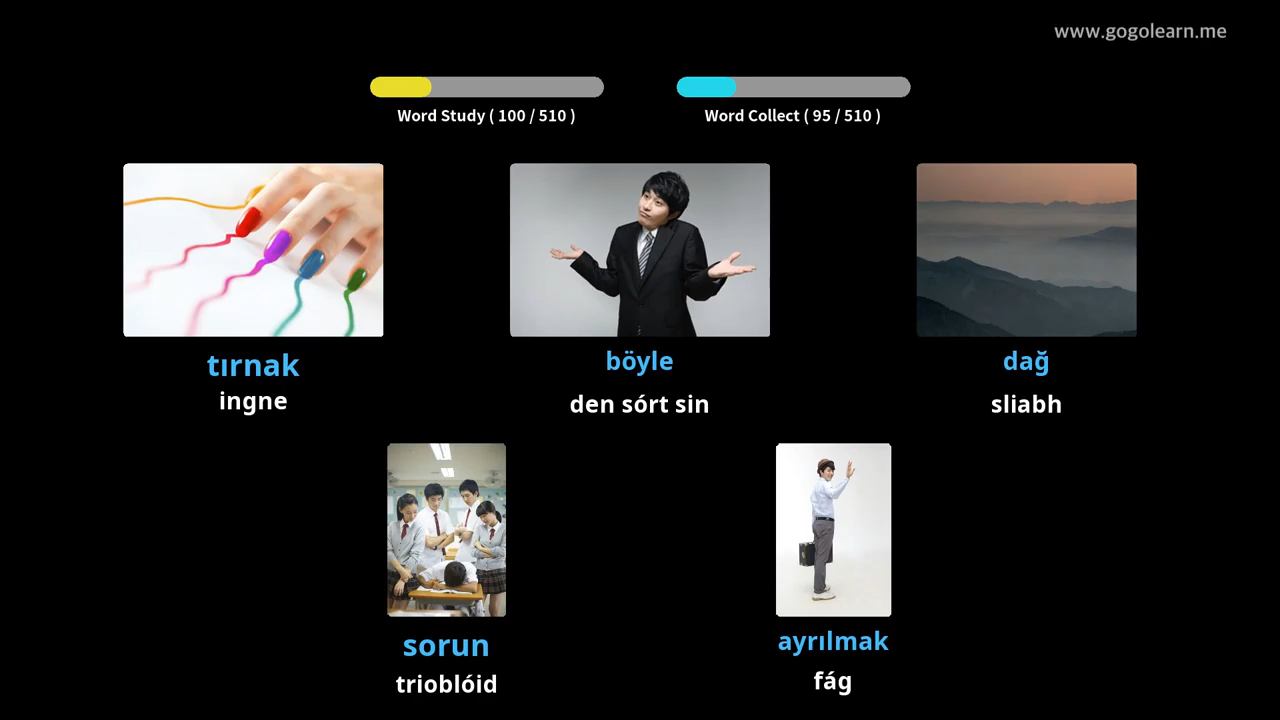 www.gogolearn.me
Word Study ( 100 / 510 )
Word Collect ( 95 / 510 )
tırnak
ingne
böyle
den sórt sin
dağ
sliabh
sorun
trioblóid
ayrılmak
fág